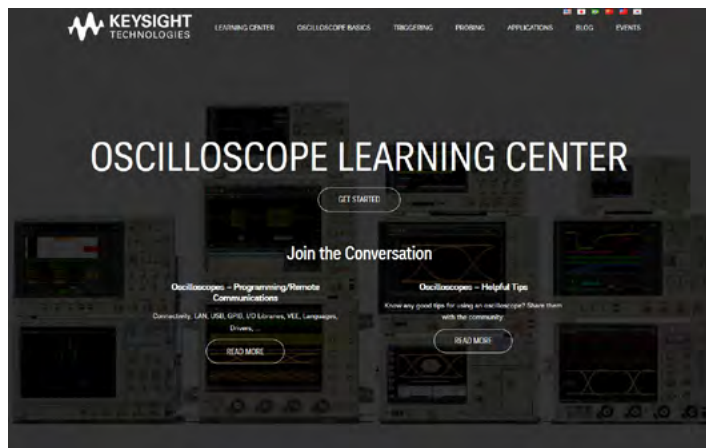 KEYSIGHT
TECHNOLOGIES
LEARNING CENTER OSCILLOSCOPE BASICS TRIGGERING PROBING APPLICATIONS BLOG EVENTS
OSCILLOSCOPE LEARNING CENTER
GET STARTED
Join the Conversation
Oscilloscopes – Programming/Remote
Communications
Connectivity, LAN, USB, GPIB, I/O Libraries, VEE, Languages,
Drivers, ...
READ MORE
Oscilloscopes – Helpful Tips
Know any good tips for using an oscilloscope? Share them
with the community.
READ MORE